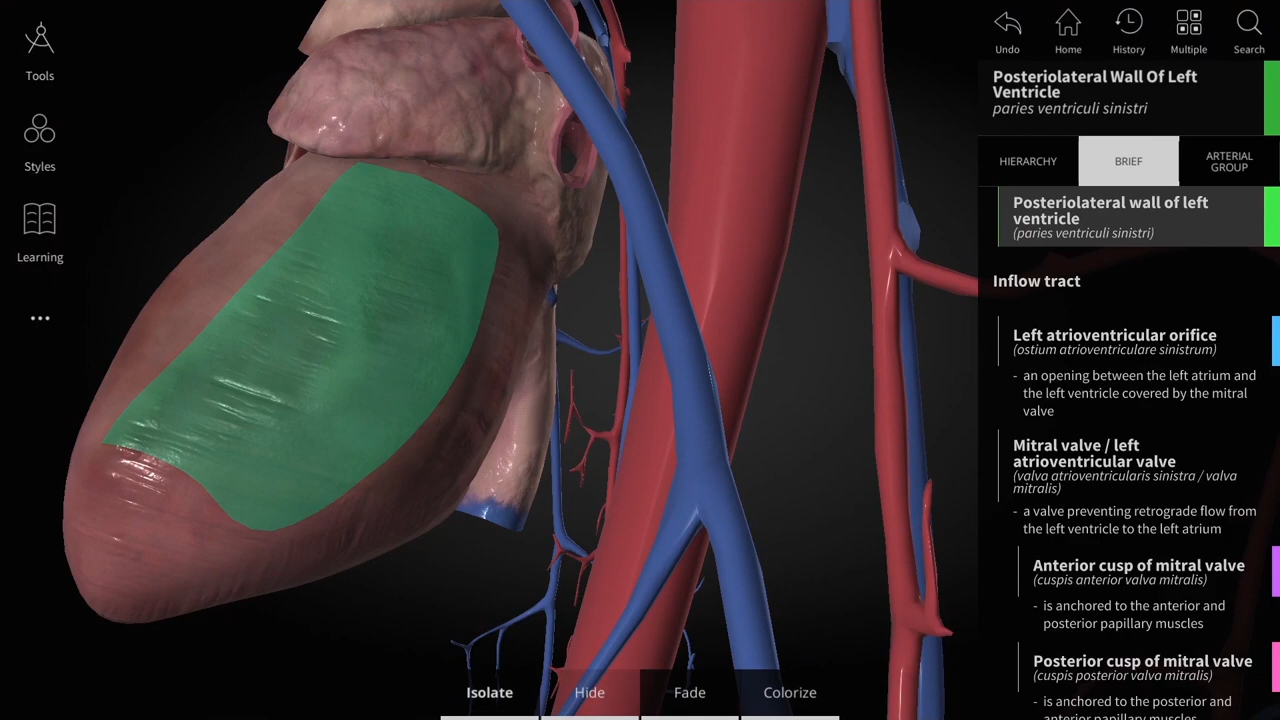 Tools
Styles
Learning
Undo
Home
History
Multiple
Search
Posteriolateral Wall Of Left
Ventricle
paries ventriculi sinistri
HIERARCHY
BRIEF
ARTERIAL
GROUP
Posteriolateral wall of left
ventricle
(paries ventriculi sinistri)
Inflow tract
Left atrioventricular orifice
(ostium atrioventriculare sinistrum)
- an opening between the left atrium and
the left ventricle covered by the mitral
valve
Mitral valve / left
atrioventricular valve
(valva atrioventricularis sinistra / valva
mitralis)
- a valve preventing retrograde flow from
the left ventricle to the left atrium
Anterior cusp of mitral valve
(cuspis anterior valva mitralis)
- is anchored to the anterior and
posterior papillary muscles
Posterior cusp of mitral valve
(cuspis posterior valva mitralis)
- is anchored to the posterior and
anterior papillary muscles
Isolate
Hide
Fade
Colorize